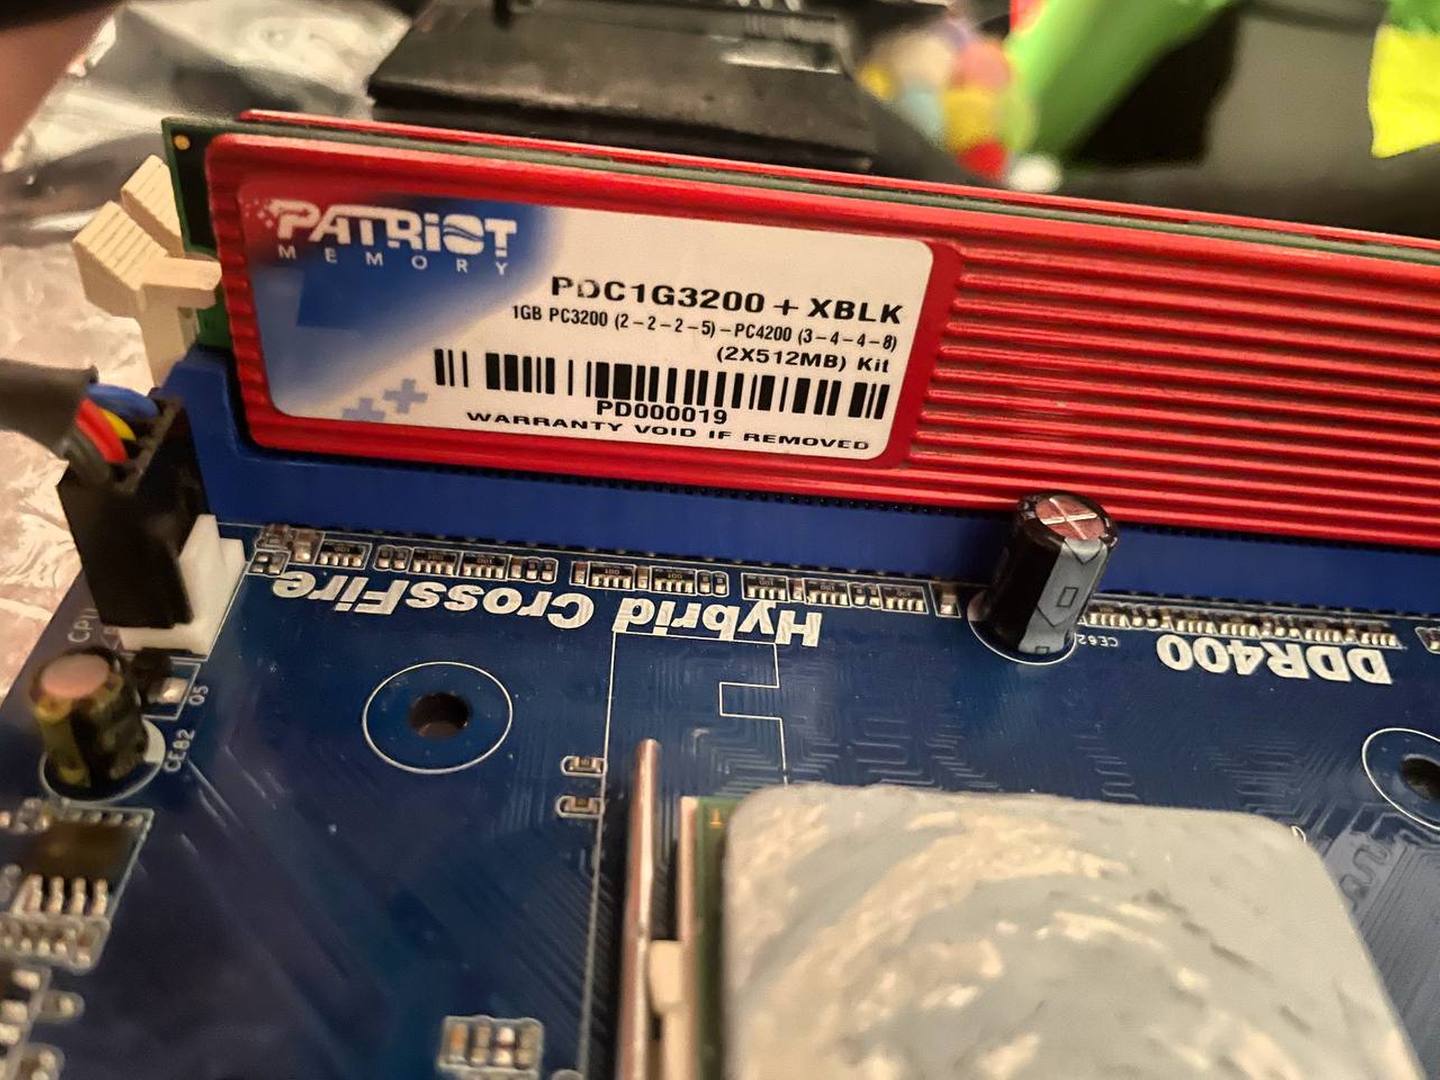 PATRIOT
MEMORY
PDC1G3200 + XBLK
1GB PC3200 (2-2-2-5)-PC4200 (3-4-4-8)
(2X512MB) Kit
PD000019
WARRANTY VOID IF REMOVED
Hybrid CrossFire
DDR400
CE82